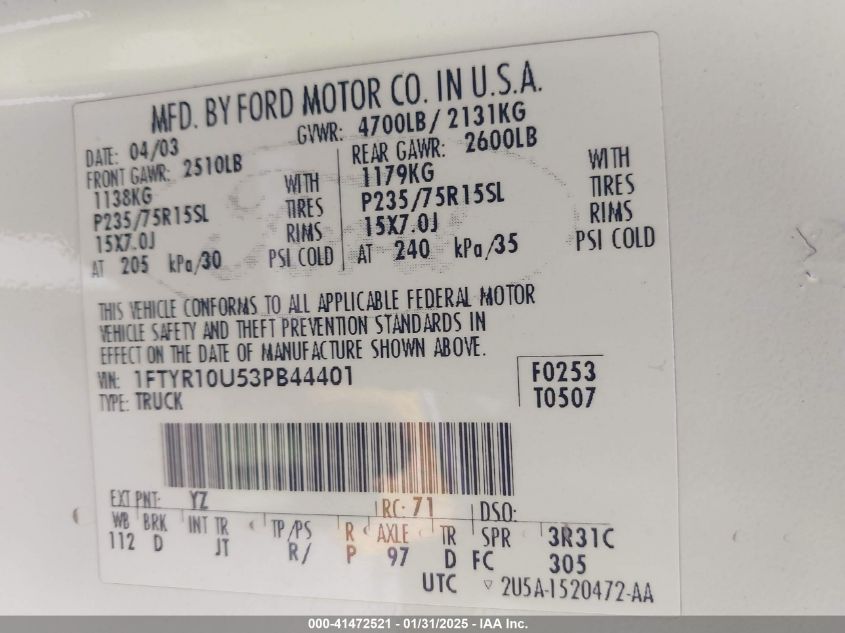 MFD. BY FORD MOTOR CO. IN U.S.A.
DATE: 04/03 GVWR: 4700LB/ 2131KG
FRONT GAWR: 2510LB REAR GAWR: 2600LB
1138KG WITH 1179KG WITH
P235/75R15SL TIRES P235/75R15SL TIRES
15X7.0J RIMS 15X7.0J RIMS
AT 205 kPa/30 PSI COLD AT 240 kPa/35 PSI COLD
THIS VEHICLE CONFORMS TO ALL APPLICABLE FEDERAL MOTOR
VEHICLE SAFETY AND THEFT PREVENTION STANDARDS IN
EFFECT ON THE DATE OF MANUFACTURE SHOWN ABOVE.
VIN: 1FTYR10U53PB44401 F0253
TYPE: TRUCK T0507
EXT PNT: YZ RC: 71 DSO:
WB BRK INT TR TP/PS R AXLE TR SPR 3R31C
112 D JT R/ P 97 D FC 305
UTC 2U5A-1520472-AA
000-41472521 - 01/31/2025 - IAA Inc.